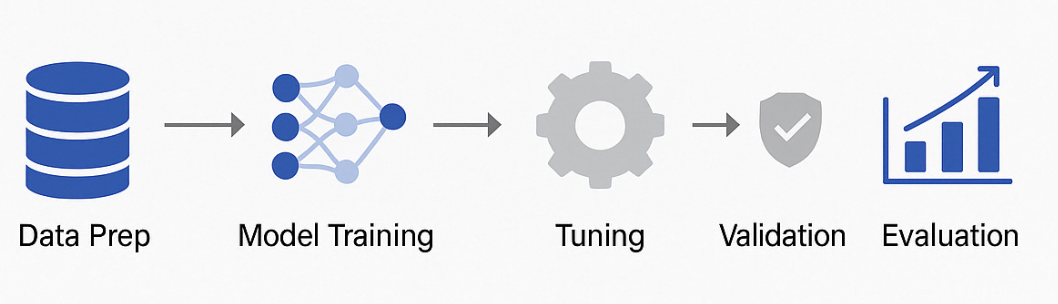 Data Prep
Model Training
Tuning
Validation
Evaluation